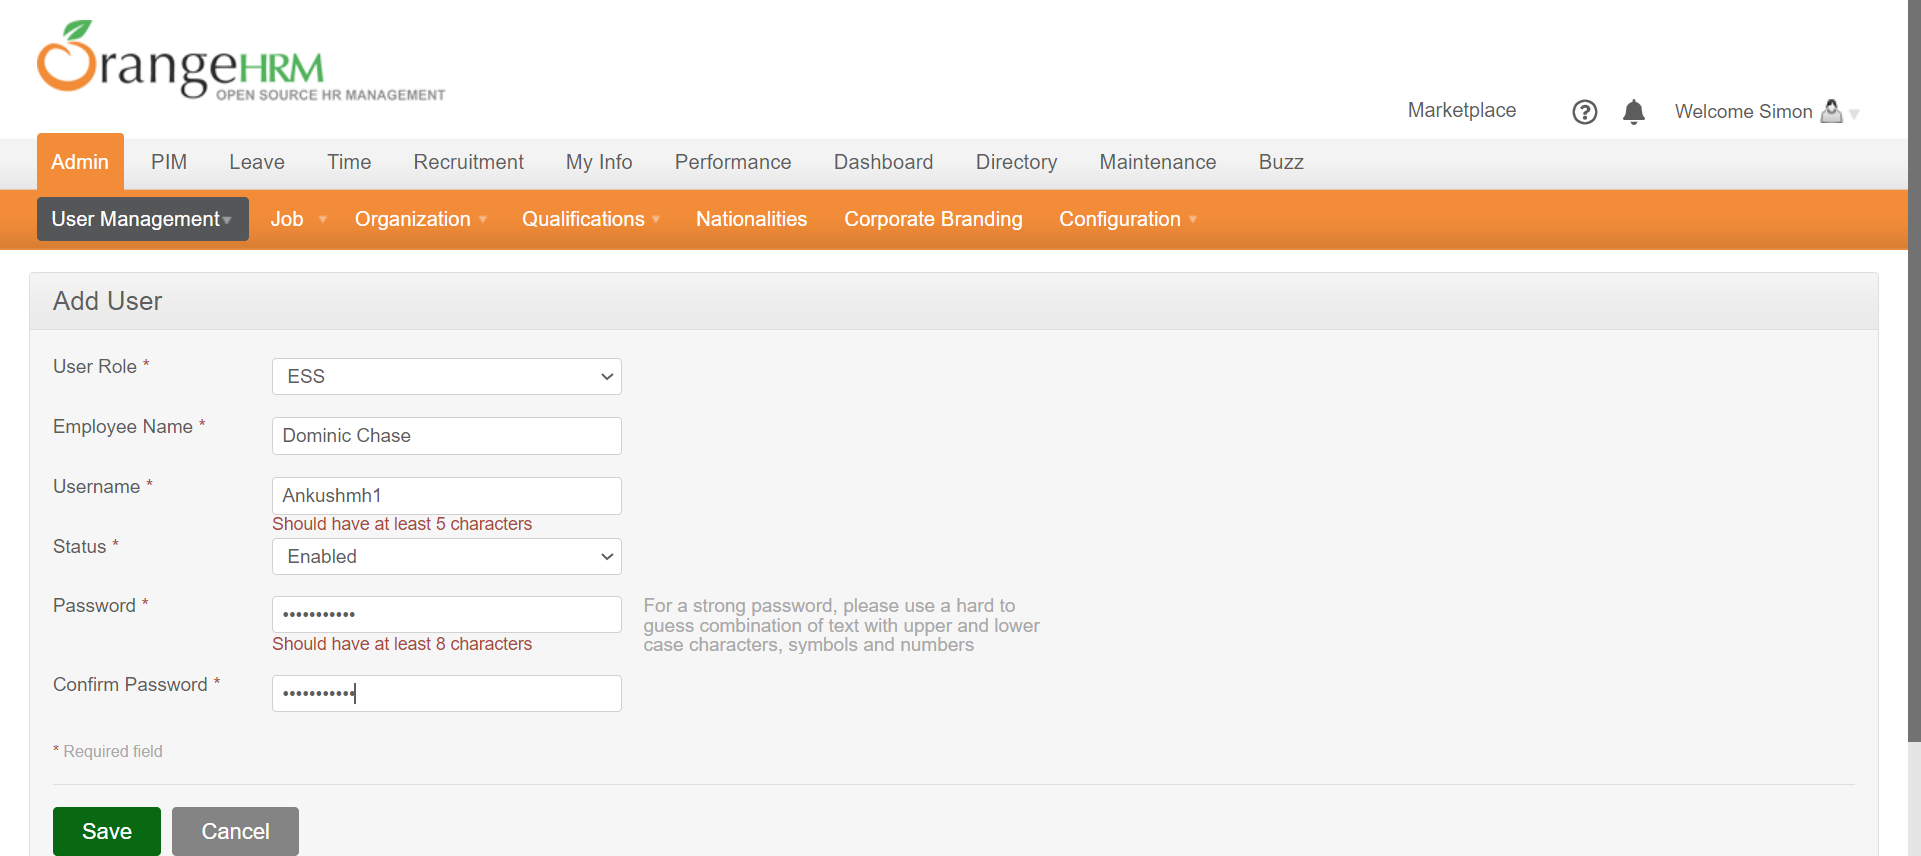 OrangeHRM
OPEN SOURCE HR MANAGEMENT
Marketplace ? Welcome Simon
Admin PIM Leave Time Recruitment My Info Performance Dashboard Directory Maintenance Buzz
User Management Job Organization Qualifications Nationalities Corporate Branding Configuration
Add User
User Role * ESS
Employee Name * Dominic Chase
Username * Ankushmh1
Should have at least 5 characters
Status * Enabled
Password * •••••••••••
For a strong password, please use a hard to
guess combination of text with upper and lower
case characters, symbols and numbers
Should have at least 8 characters
Confirm Password * •••••••••••
* Required field
Save Cancel